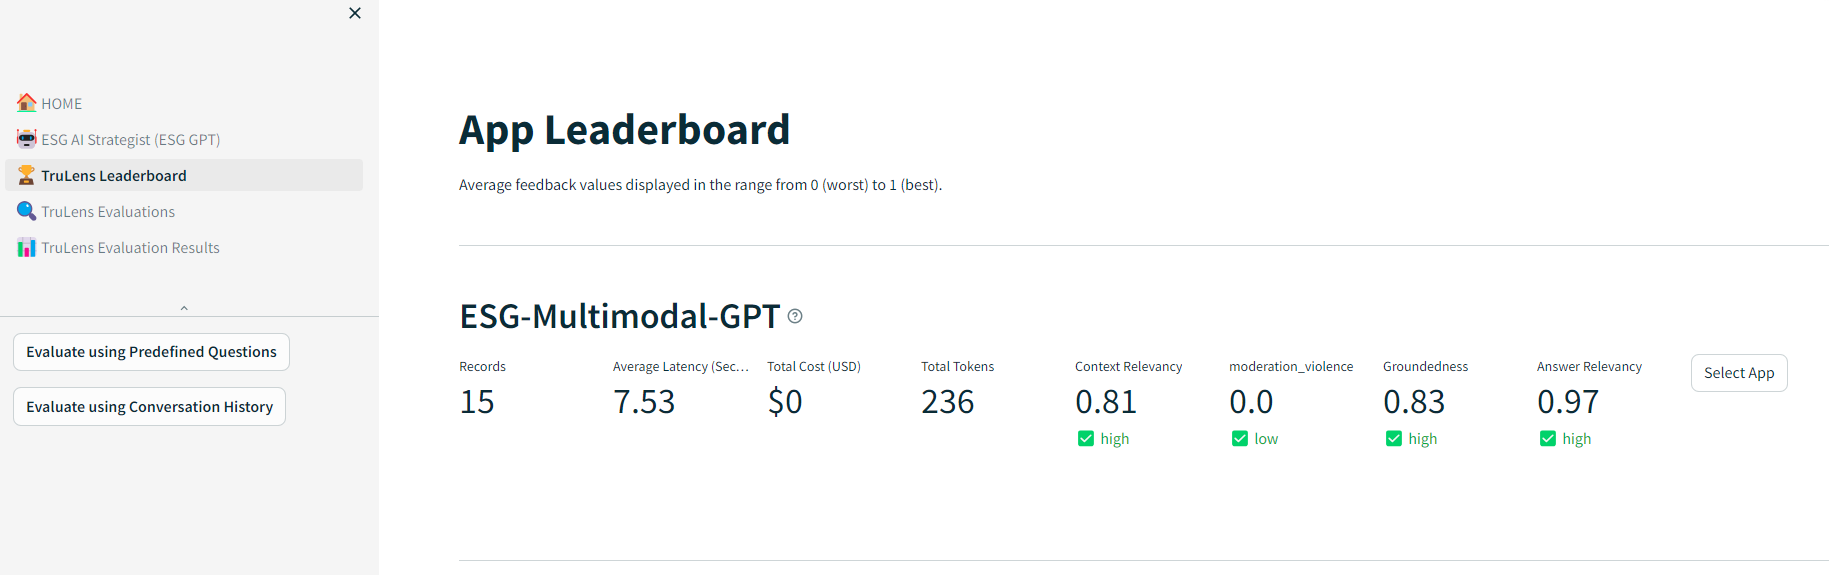 HOME
ESG AI Strategist (ESG GPT)
TruLens Leaderboard
TruLens Evaluations
TruLens Evaluation Results
Evaluate using Predefined Questions
Evaluate using Conversation History
App Leaderboard
Average feedback values displayed in the range from 0 (worst) to 1 (best).
ESG-Multimodal-GPT
Records
15
Average Latency (Sec...
7.53
Total Cost (USD)
$0
Total Tokens
236
Context Relevancy
0.81
high
moderation_violence
0.0
low
Groundedness
0.83
high
Answer Relevancy
0.97
high
Select App